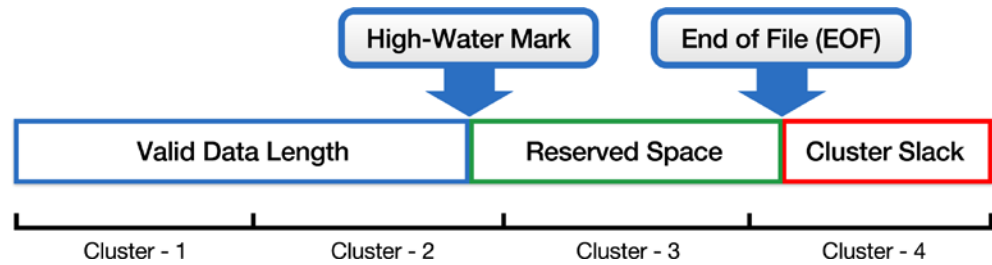 High-Water Mark
End of File (EOF)
Valid Data Length
Reserved Space
Cluster Slack
Cluster - 1
Cluster - 2
Cluster - 3
Cluster - 4